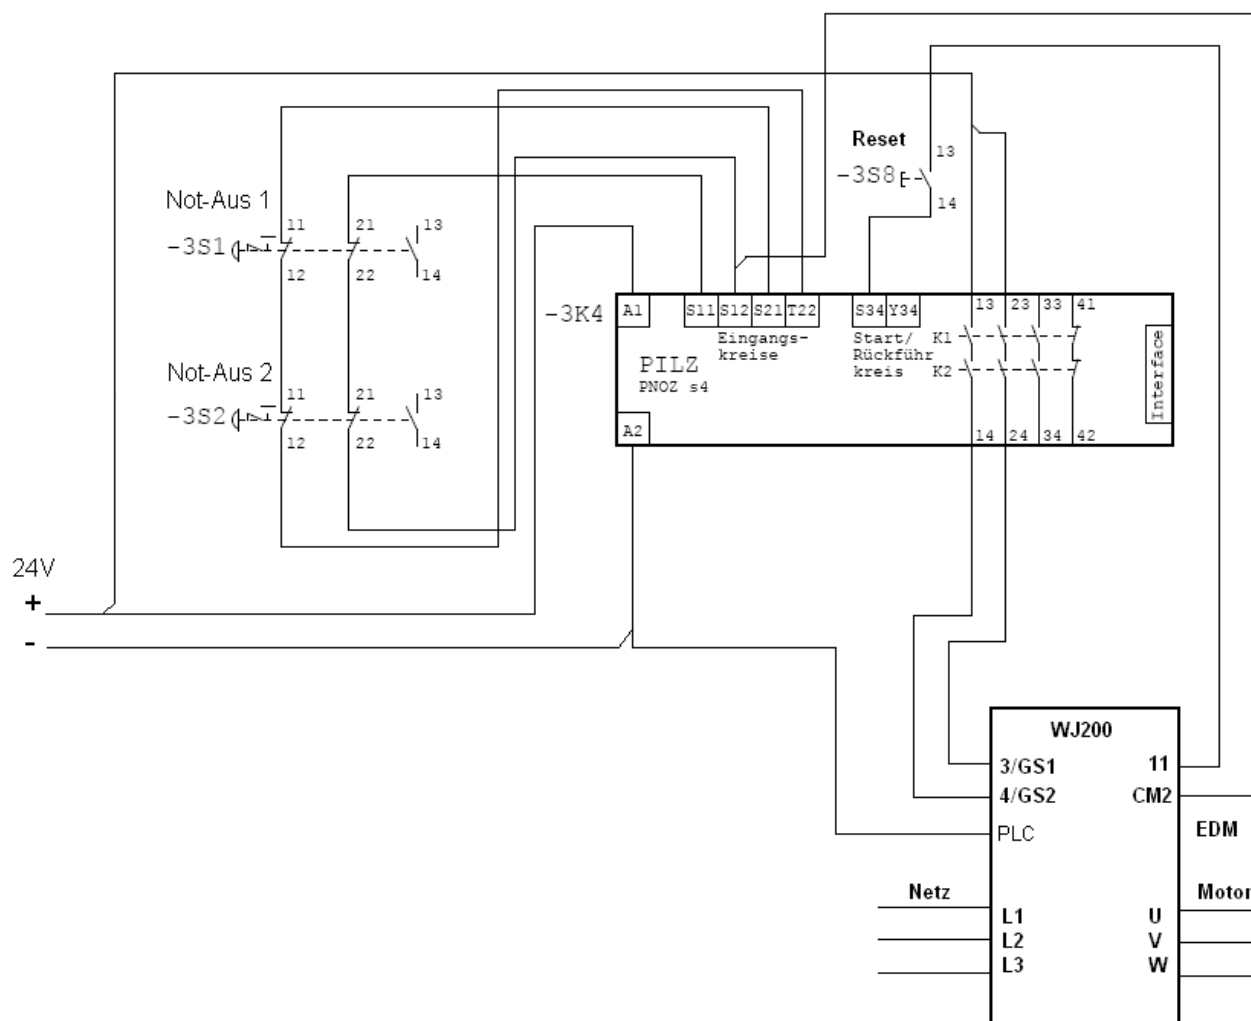 Reset
13
-3S8
14
Not-Aus 1
-3S1
11
21
13
12
22
14
-3K4
A1
S11
S12
S21
T22
S34
Y34
13
23
33
41
Eingangs-
kreise
Start/
Rückführ
kreis
K1
K2
PILZ
PNOZ s4
Interface
A2
14
24
34
42
Not-Aus 2
-3S2
11
21
13
12
22
14
24V
+
-
WJ200
3/GS1
11
4/GS2
CM2
PLC
EDM
Netz
Motor
L1
U
L2
V
L3
W